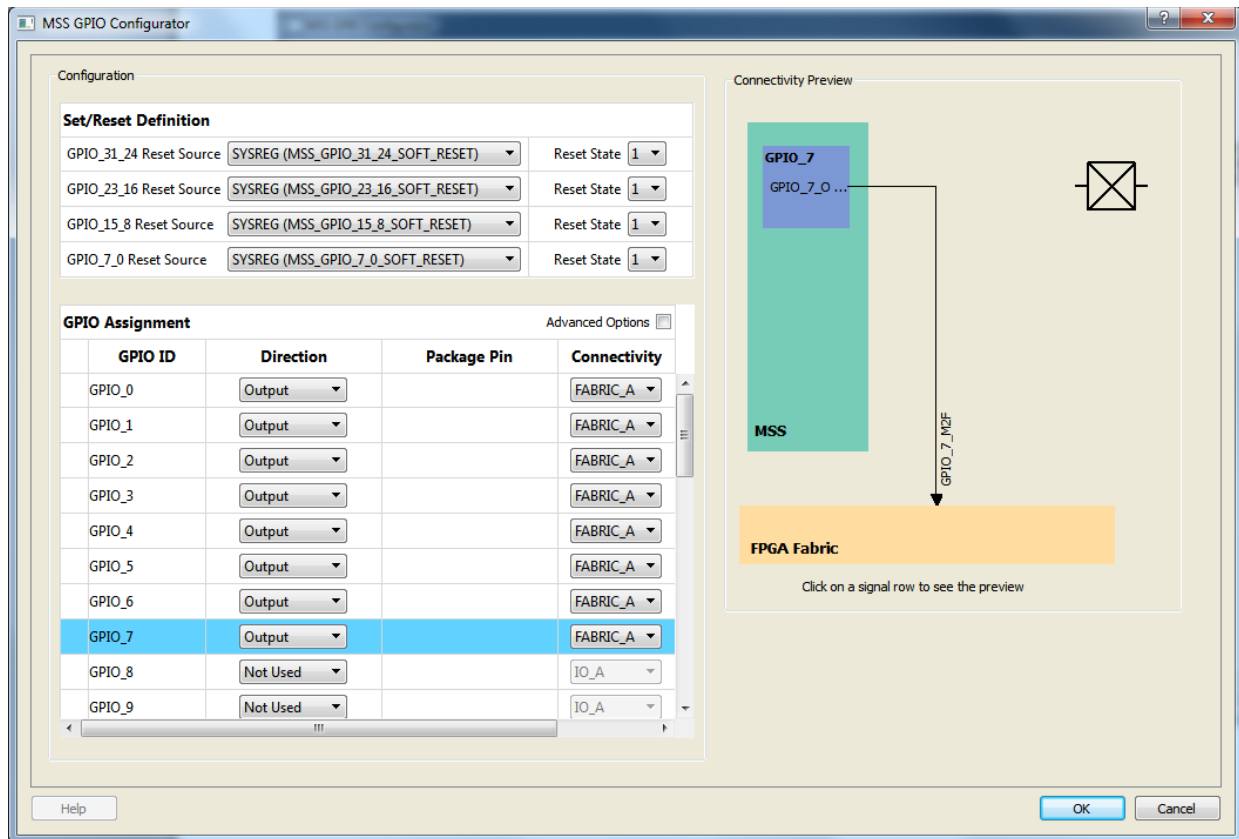 MSS GPIO Configurator
Configuration
Set/Reset Definition
GPIO_31_24 Reset Source SYSREG (MSS_GPIO_31_24_SOFT_RESET) Reset State 1
GPIO_23_16 Reset Source SYSREG (MSS_GPIO_23_16_SOFT_RESET) Reset State 1
GPIO_15_8 Reset Source SYSREG (MSS_GPIO_15_8_SOFT_RESET) Reset State 1
GPIO_7_0 Reset Source SYSREG (MSS_GPIO_7_0_SOFT_RESET) Reset State 1
GPIO Assignment Advanced Options
GPIO ID Direction Package Pin Connectivity
GPIO_0 Output FABRIC_A
GPIO_1 Output FABRIC_A
GPIO_2 Output FABRIC_A
GPIO_3 Output FABRIC_A
GPIO_4 Output FABRIC_A
GPIO_5 Output FABRIC_A
GPIO_6 Output FABRIC_A
GPIO_7 Output FABRIC_A
GPIO_8 Not Used IO_A
GPIO_9 Not Used IO_A
Connectivity Preview
GPIO_7
GPIO_7_O ...
MSS
GPIO_7_M2F
FPGA Fabric
Click on a signal row to see the preview
Help OK Cancel